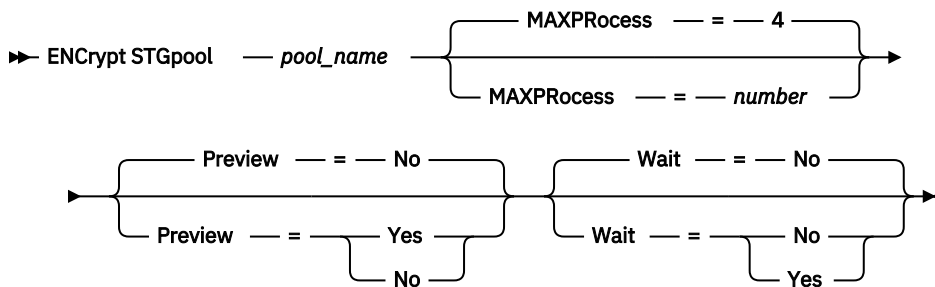 MAXPRocess = 4
ENCrypt STGpool pool_name
MAXPRocess = number
Preview = No
Wait = No
Preview = Yes
No
Wait = No
Yes